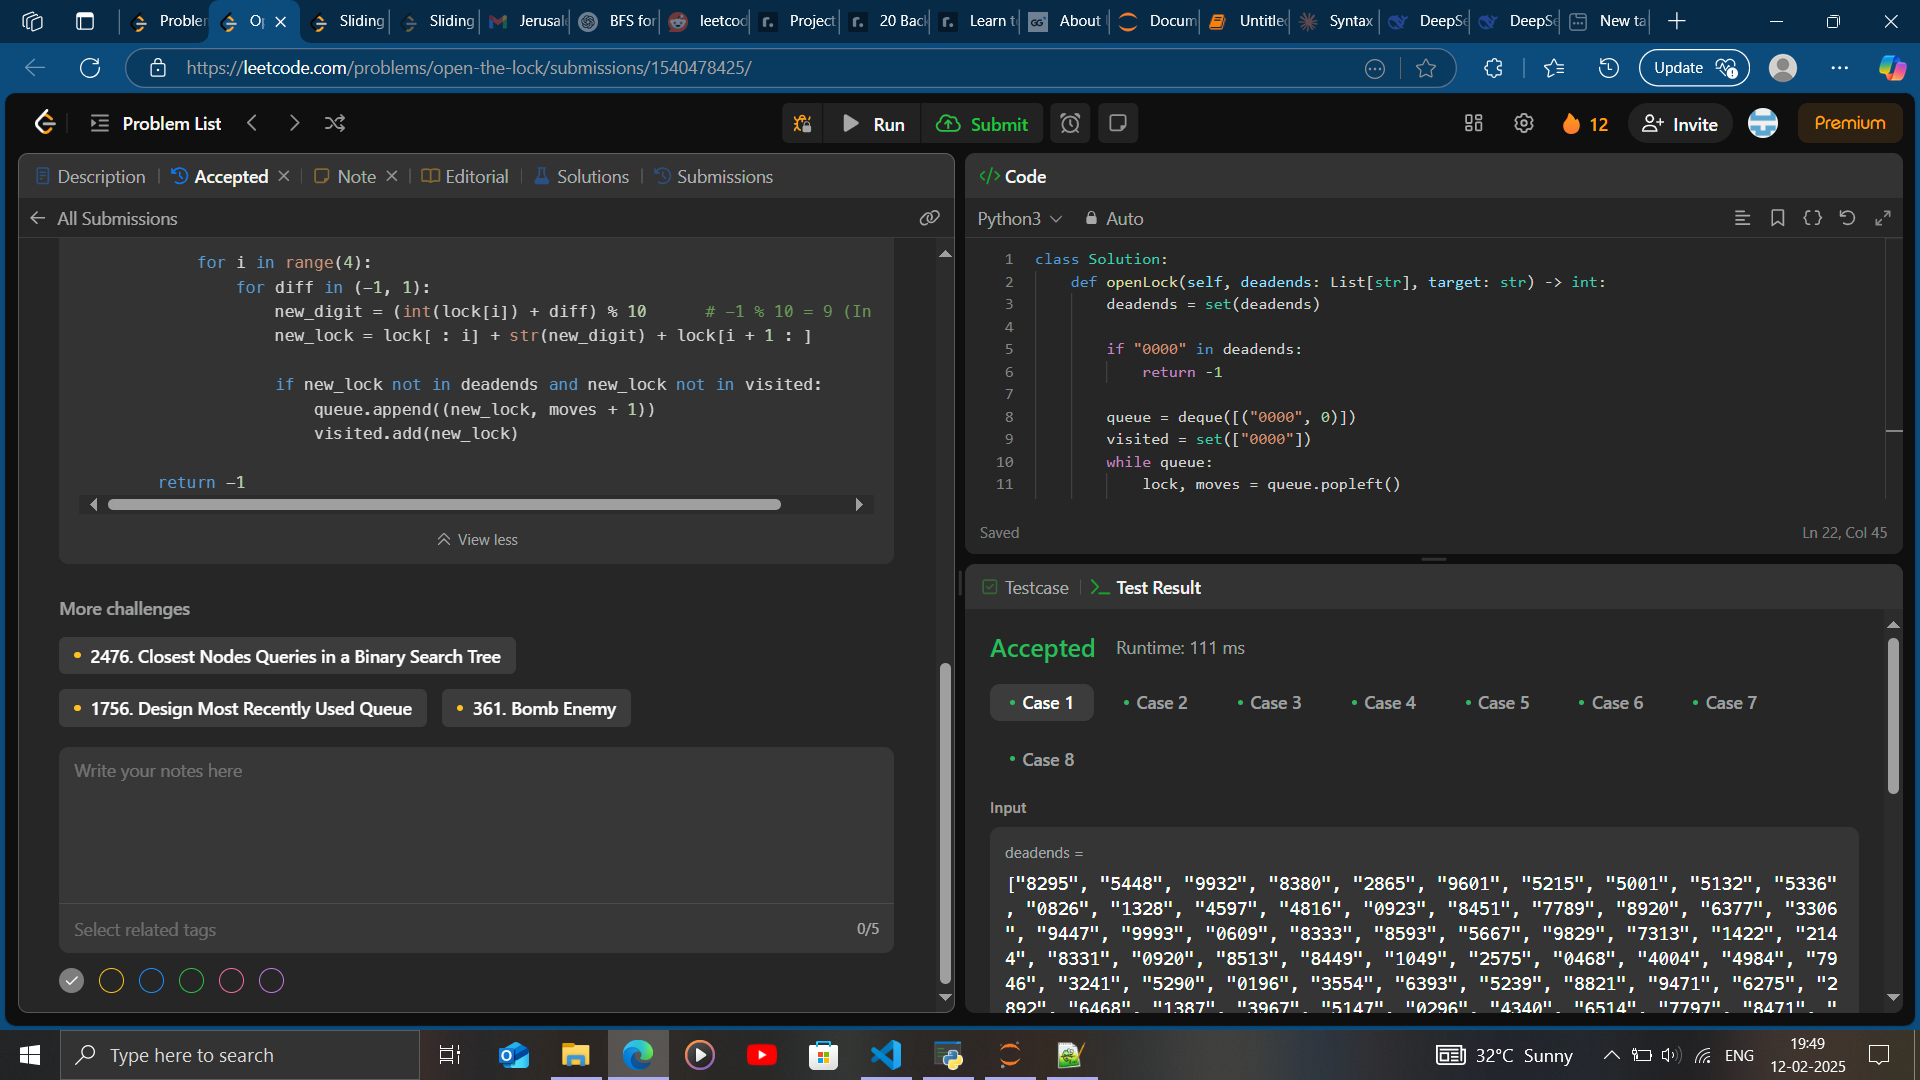 Problem
Op
Sliding
Sliding
Jerusale
BFS for
leetcod
Project
20 Back
Learn to
About
Docum
Untitled
Syntax
DeepSe
DeepSe
New ta
https://leetcode.com/problems/open-the-lock/submissions/1540478425/
Update
Problem List
Run
Submit
12
Invite
Premium
Description
Accepted
Note
Editorial
Solutions
Submissions
All Submissions
for i in range(4):
for diff in (-1, 1):
new_digit = (int(lock[i]) + diff) % 10 # -1 % 10 = 9 (In
new_lock = lock[ : i] + str(new_digit) + lock[i + 1 : ]
if new_lock not in deadends and new_lock not in visited:
queue.append((new_lock, moves + 1))
visited.add(new_lock)
return -1
View less
More challenges
2476. Closest Nodes Queries in a Binary Search Tree
1756. Design Most Recently Used Queue
361. Bomb Enemy
Write your notes here
Select related tags
0/5
</> Code
Python3
Auto
1 class Solution:
2 def openLock(self, deadends: List[str], target: str) -> int:
3 deadends = set(deadends)
4
5 if "0000" in deadends:
6 return -1
7
8 queue = deque([("0000", 0)])
9 visited = set(["0000"])
10 while queue:
11 lock, moves = queue.popleft()
Saved
Ln 22, Col 45
Testcase
Test Result
Accepted
Runtime: 111 ms
Case 1
Case 2
Case 3
Case 4
Case 5
Case 6
Case 7
Case 8
Input
deadends =
["8295", "5448", "9932", "8380", "2865", "9601", "5215", "5001", "5132", "5336"
, "0826", "1328", "4597", "4816", "0923", "8451", "7789", "8920", "6377", "3306
", "9447", "9993", "0609", "8333", "8593", "5667", "9829", "7313", "1422", "214
4", "8331", "0920", "8513", "8449", "1049", "2575", "0468", "4004", "4984", "79
46", "3241", "5290", "0196", "3554", "6393", "5239", "8821", "9471", "6275", "2
892", "6468", "1387", "3967", "5147", "0296", "4340", "6514", "7797", "8471", "
Type here to search
32°C Sunny
ENG
19:49
12-02-2025